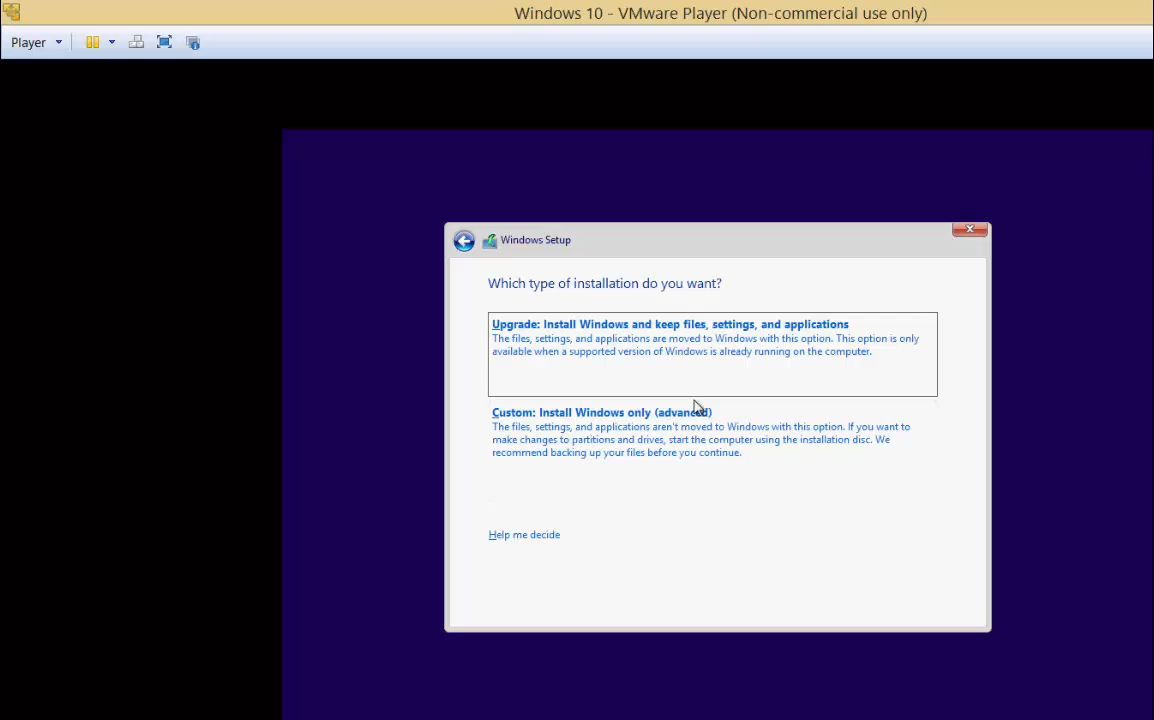 Windows 10 - VMware Player (Non-commercial use only)
Player
Windows Setup
Which type of installation do you want?
Upgrade: Install Windows and keep files, settings, and applications
The files, settings, and applications are moved to Windows with this option. This option is only
available when a supported version of Windows is already running on the computer.
Custom: Install Windows only (advanced)
The files, settings, and applications aren't moved to Windows with this option. If you want to
make changes to partitions and drives, start the computer using the installation disc. We
recommend backing up your files before you continue.
Help me decide